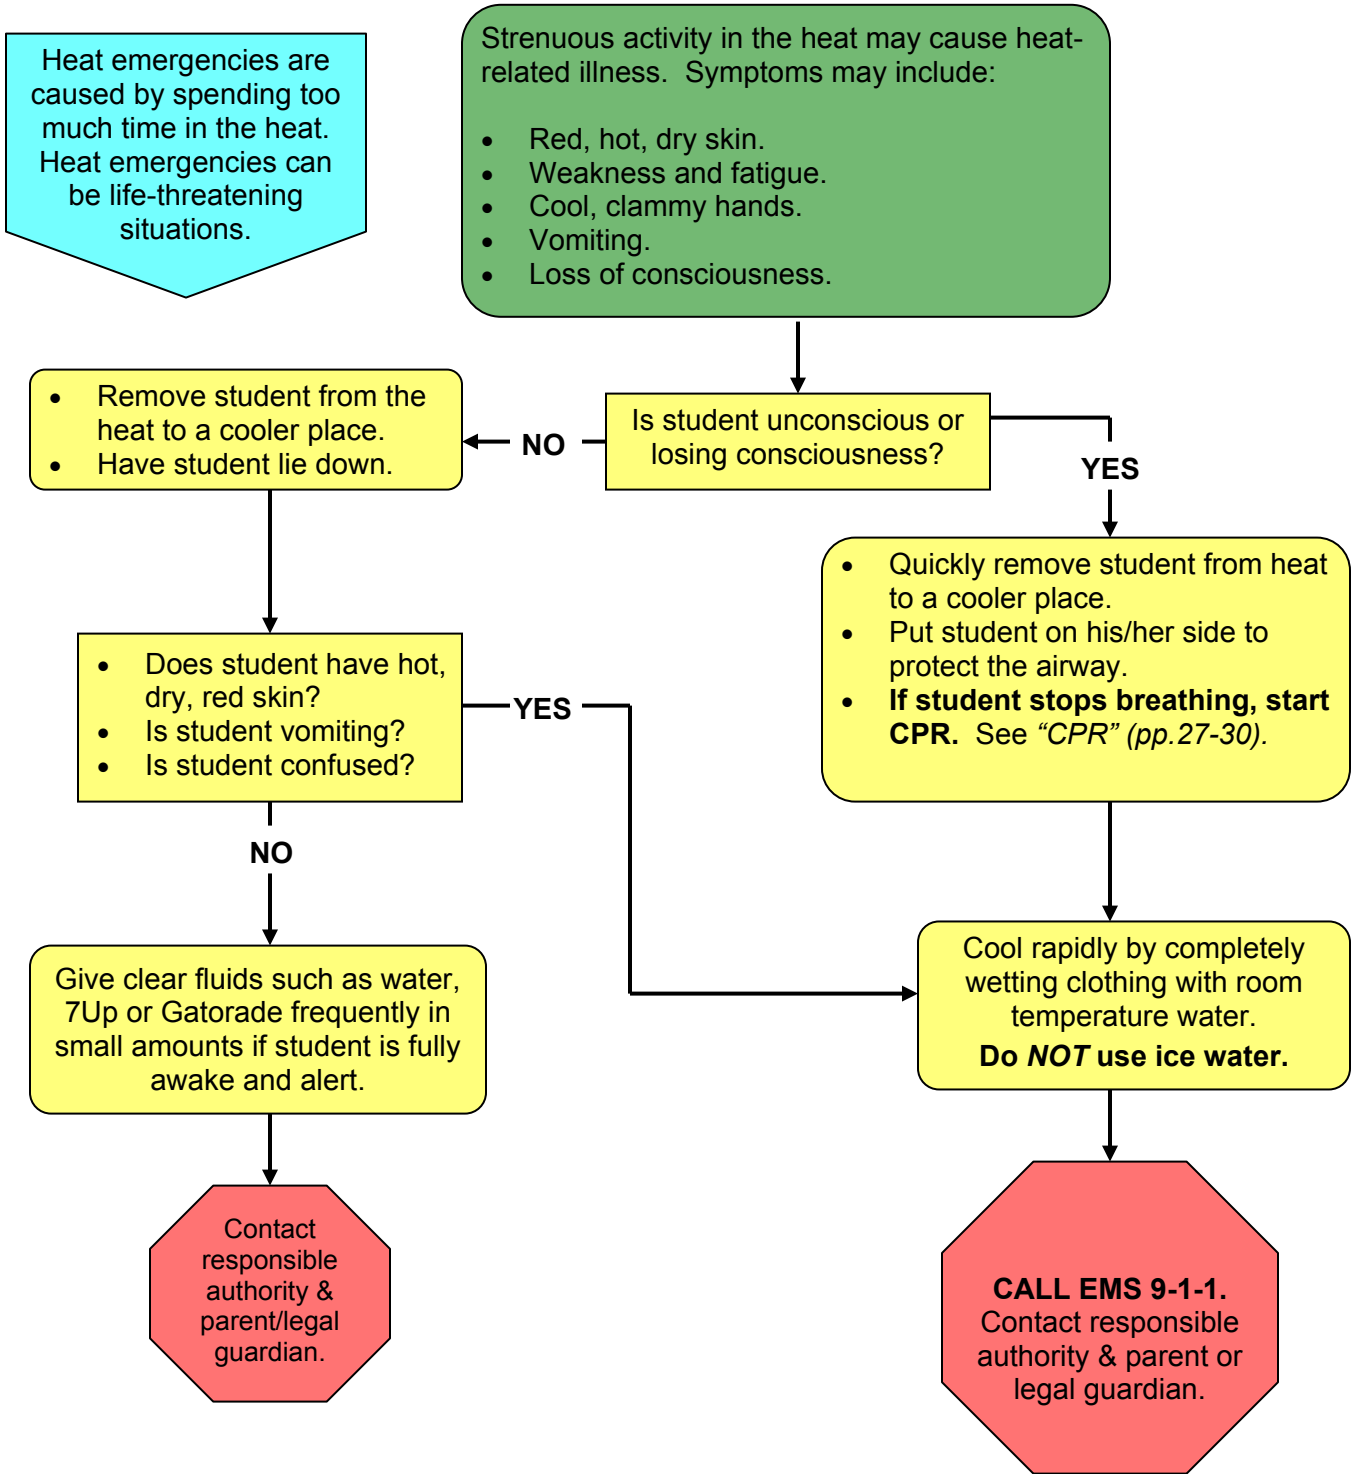 Heat emergencies are
caused by spending too
much time in the heat.
Heat emergencies can
be life-threatening
situations.
Strenuous activity in the heat may cause heat-
related illness.  Symptoms may include:
• Red, hot, dry skin.
• Weakness and fatigue.
• Cool, clammy hands.
• Vomiting.
• Loss of consciousness.
• Remove student from the
heat to a cooler place.
• Have student lie down.
NO
Is student unconscious or
losing consciousness?
YES
• Quickly remove student from heat
to a cooler place.
• Put student on his/her side to
protect the airway.
• If student stops breathing, start
CPR.  See “CPR” (pp.27-30).
• Does student have hot,
dry, red skin?
• Is student vomiting?
• Is student confused?
YES
NO
Give clear fluids such as water,
7Up or Gatorade frequently in
small amounts if student is fully
awake and alert.
Cool rapidly by completely
wetting clothing with room
temperature water.
Do NOT use ice water.
Contact
responsible
authority &
parent/legal
guardian.
CALL EMS 9-1-1.
Contact responsible
authority & parent or
legal guardian.